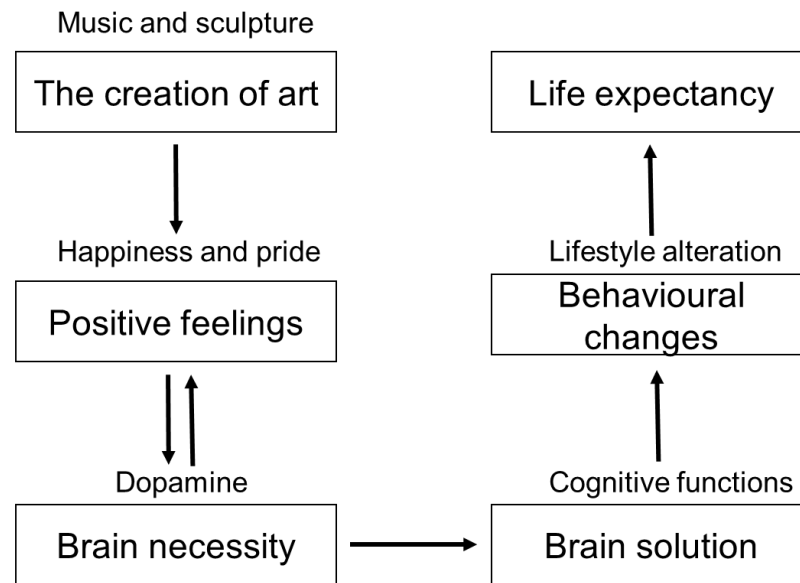 Music and sculpture
The creation of art
Happiness and pride
Positive feelings
Dopamine
Brain necessity
Life expectancy
Lifestyle alteration
Behavioural
changes
Cognitive functions
Brain solution